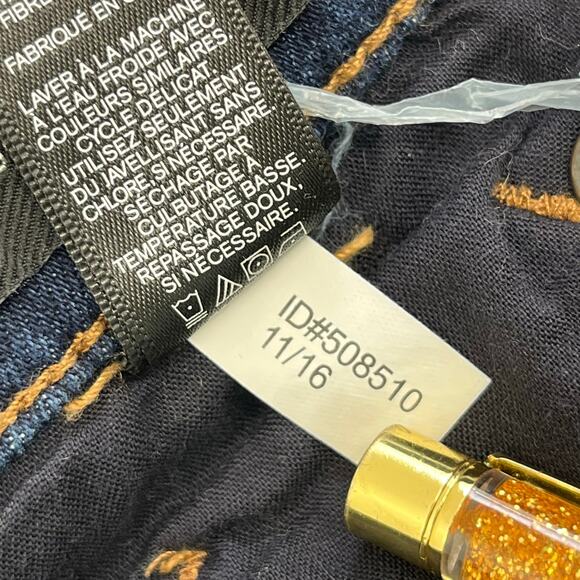 FIBRE
FABRIQUÉ EN
LAVER À LA MACHINE
À L'EAU FROIDE AVEC
COULEURS SIMILAIRES
CYCLE DÉLICAT
UTILISEZ SEULEMENT
DU JAVELLISANT SANS
CHLORE, SI NÉCESSAIRE
SÉCHAGE PAR
CULBUTAGE À
TEMPÉRATURE BASSE.
REPASSAGE DOUX,
SI NÉCESSAIRE.
ID#508510
11/16